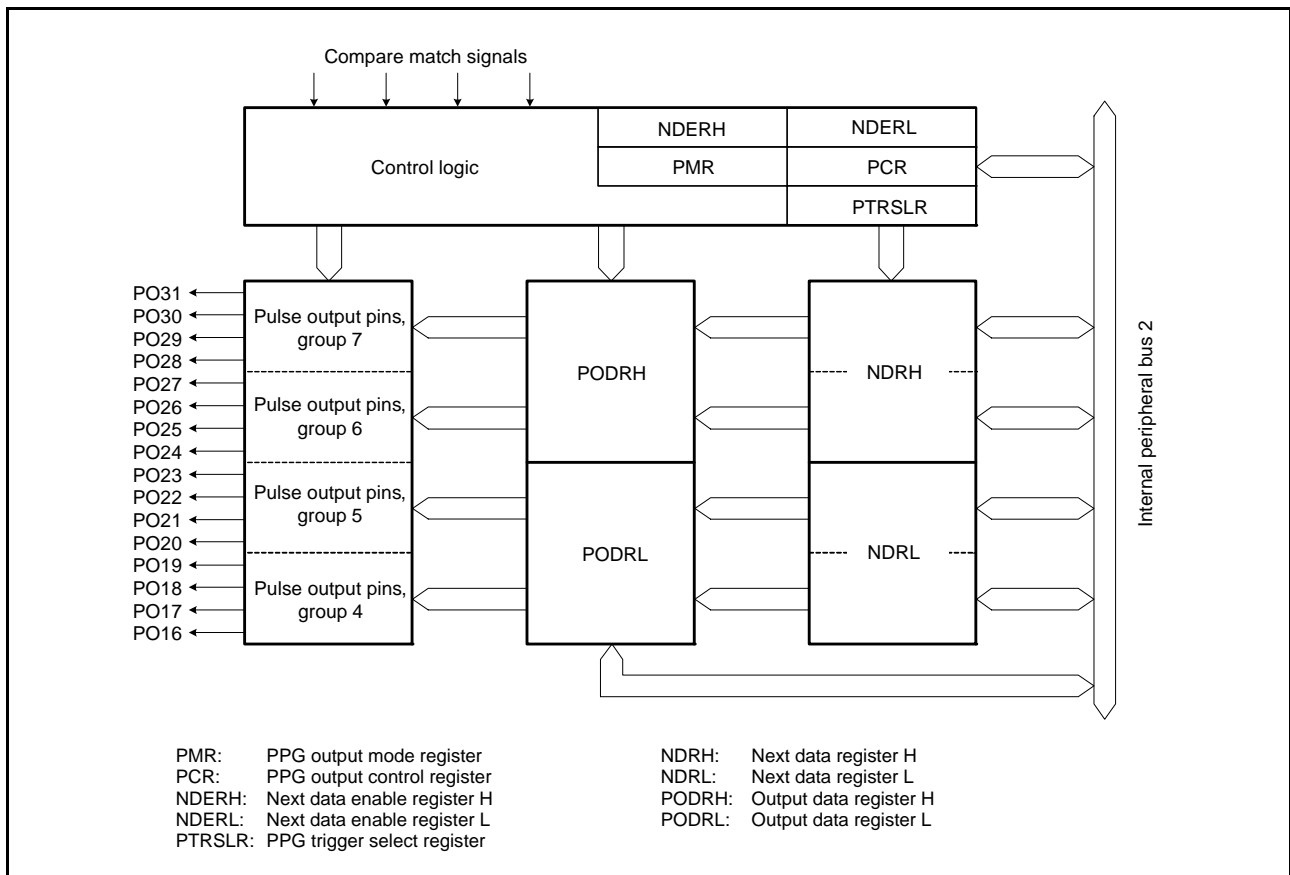 Compare match signals
NDERH
NDERL
Control logic
PMR
PCR
PTRSLR
PO31
PO30
PO29
PO28
PO27
PO26
PO25
PO24
PO23
PO22
PO21
PO20
PO19
PO18
PO17
PO16
Pulse output pins,
group 7
Pulse output pins,
group 6
Pulse output pins,
group 5
Pulse output pins,
group 4
PODRH
PODRL
NDRH
NDRL
Internal peripheral bus 2
PMR: PPG output mode register
PCR: PPG output control register
NDERH: Next data enable register H
NDERL: Next data enable register L
PTRSLR: PPG trigger select register
NDRH: Next data register H
NDRL: Next data register L
PODRH: Output data register H
PODRL: Output data register L